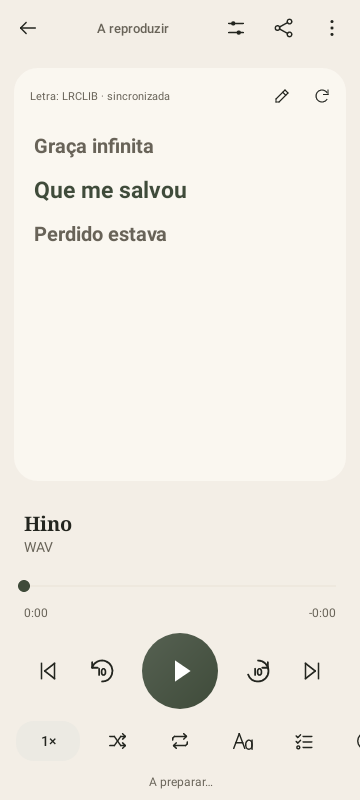 A reproduzir
Letra: LRCLIB · sincronizada
Graça infinita
Que me salvou
Perdido estava
Hino
WAV
0:00
-0:00
10
10
1×
Aa
A preparar…